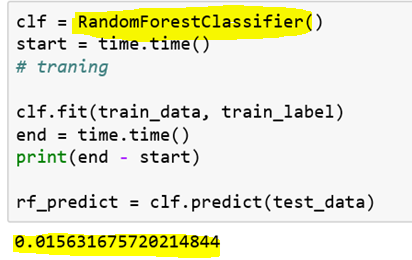 clf = RandomForestClassifier()
start = time.time()
# traning
clf.fit(train_data, train_label)
end = time.time()
print(end - start)
rf_predict = clf.predict(test_data)
0.015631675720214844